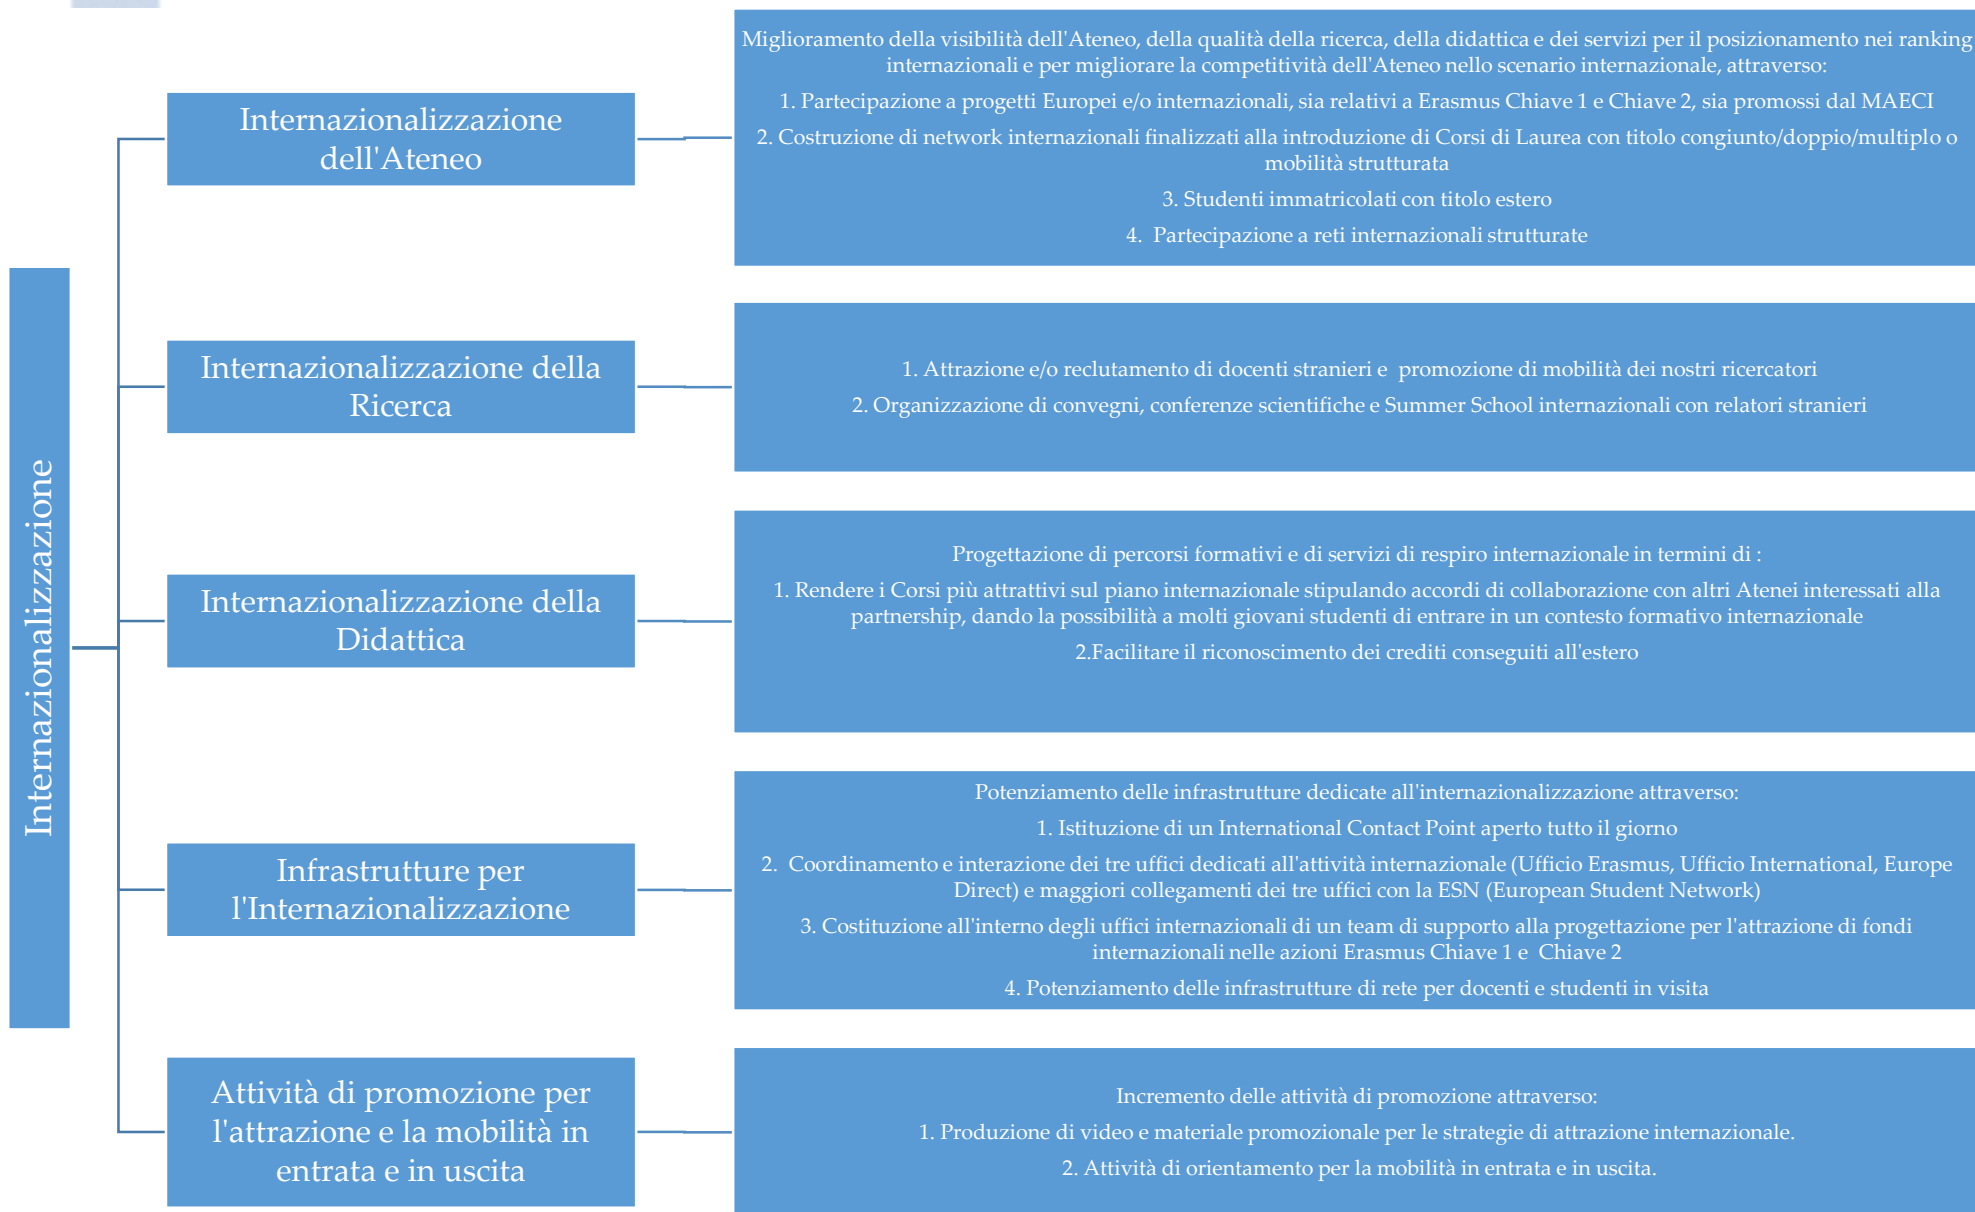 Internazionalizzazione
Internazionalizzazione
dell'Ateneo
Miglioramento della visibilità dell'Ateneo, della qualità della ricerca, della didattica e dei servizi per il posizionamento nei ranking
internazionali e per migliorare la competitività dell'Ateneo nello scenario internazionale, attraverso:
1. Partecipazione a progetti Europei e/o internazionali, sia relativi a Erasmus Chiave 1 e Chiave 2, sia promossi dal MAECI
2. Costruzione di network internazionali finalizzati alla introduzione di Corsi di Laurea con titolo congiunto/doppio/multiplo o
mobilità strutturata
3. Studenti immatricolati con titolo estero
4. Partecipazione a reti internazionali strutturate
Internazionalizzazione della
Ricerca
1. Attrazione e/o reclutamento di docenti stranieri e promozione di mobilità dei nostri ricercatori
2. Organizzazione di convegni, conferenze scientifiche e Summer School internazionali con relatori stranieri
Internazionalizzazione della
Didattica
Progettazione di percorsi formativi e di servizi di respiro internazionale in termini di :
1. Rendere i Corsi più attrattivi sul piano internazionale stipulando accordi di collaborazione con altri Atenei interessati alla
partnership, dando la possibilità a molti giovani studenti di entrare in un contesto formativo internazionale
2.Facilitare il riconoscimento dei crediti conseguiti all'estero
Infrastrutture per
l'Internazionalizzazione
Potenziamento delle infrastrutture dedicate all'internazionalizzazione attraverso:
1. Istituzione di un International Contact Point aperto tutto il giorno
2. Coordinamento e interazione dei tre uffici dedicati all'attività internazionale (Ufficio Erasmus, Ufficio International, Europe
Direct) e maggiori collegamenti dei tre uffici con la ESN (European Student Network)
3. Costituzione all'interno degli uffici internazionali di un team di supporto alla progettazione per l'attrazione di fondi
internazionali nelle azioni Erasmus Chiave 1 e Chiave 2
4. Potenziamento delle infrastrutture di rete per docenti e studenti in visita
Attività di promozione per
l'attrazione e la mobilità in
entrata e in uscita
Incremento delle attività di promozione attraverso:
1. Produzione di video e materiale promozionale per le strategie di attrazione internazionale.
2. Attività di orientamento per la mobilità in entrata e in uscita.